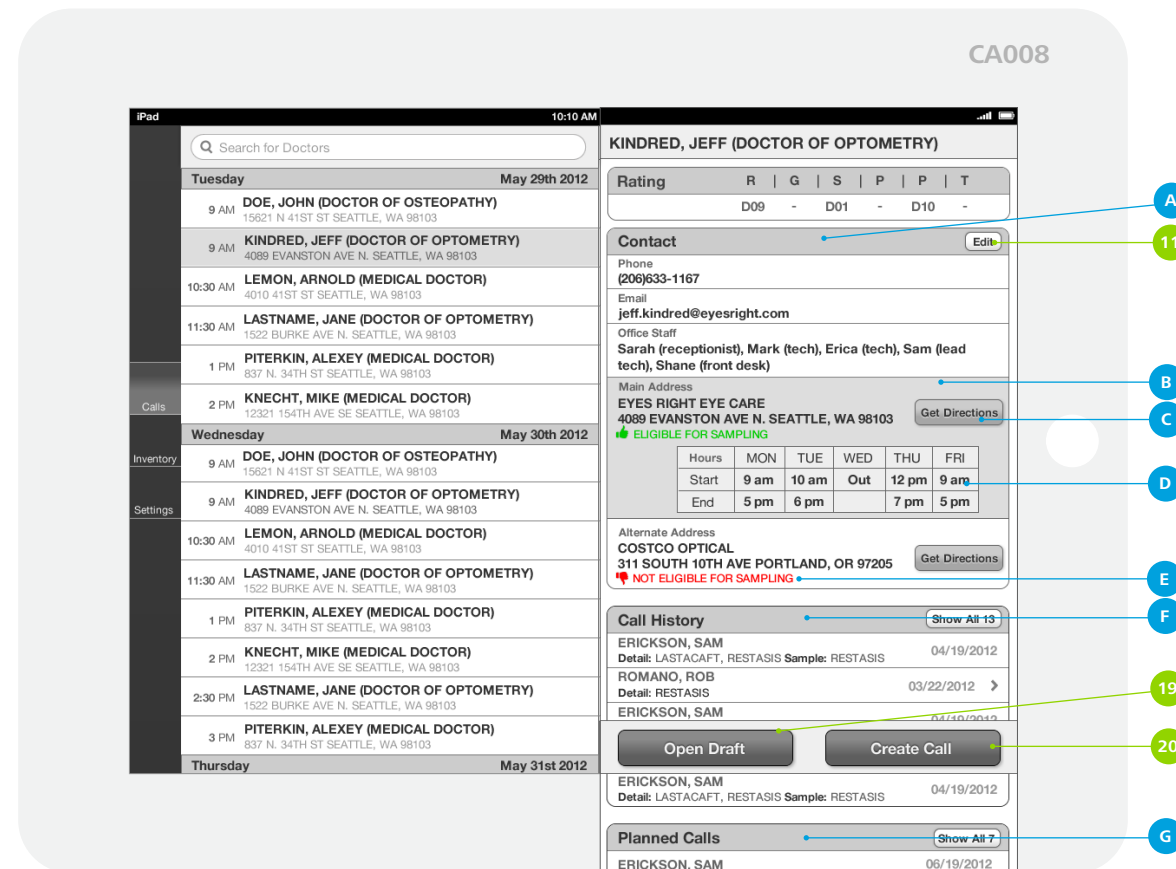 CA008
iPad 10:10 AM
Search for Doctors
Tuesday May 29th 2012
9 AM DOE, JOHN (DOCTOR OF OSTEOPATHY)
15621 N 41ST ST SEATTLE, WA 98103
9 AM KINDRED, JEFF (DOCTOR OF OPTOMETRY)
4089 EVANSTON AVE N. SEATTLE, WA 98103
10:30 AM LEMON, ARNOLD (MEDICAL DOCTOR)
4010 41ST ST SEATTLE, WA 98103
11:30 AM LASTNAME, JANE (DOCTOR OF OPTOMETRY)
1522 BURKE AVE N. SEATTLE, WA 98103
1 PM PITERKIN, ALEXEY (MEDICAL DOCTOR)
837 N. 34TH ST SEATTLE, WA 98103
2 PM KNECHT, MIKE (MEDICAL DOCTOR)
12321 154TH AVE SE SEATTLE, WA 98103
Wednesday May 30th 2012
9 AM DOE, JOHN (DOCTOR OF OSTEOPATHY)
15621 N 41ST ST SEATTLE, WA 98103
9 AM KINDRED, JEFF (DOCTOR OF OPTOMETRY)
4089 EVANSTON AVE N. SEATTLE, WA 98103
10:30 AM LEMON, ARNOLD (MEDICAL DOCTOR)
4010 41ST ST SEATTLE, WA 98103
11:30 AM LASTNAME, JANE (DOCTOR OF OPTOMETRY)
1522 BURKE AVE N. SEATTLE, WA 98103
1 PM PITERKIN, ALEXEY (MEDICAL DOCTOR)
837 N. 34TH ST SEATTLE, WA 98103
2 PM KNECHT, MIKE (MEDICAL DOCTOR)
12321 154TH AVE SE SEATTLE, WA 98103
2:30 PM LASTNAME, JANE (DOCTOR OF OPTOMETRY)
1522 BURKE AVE N. SEATTLE, WA 98103
3 PM PITERKIN, ALEXEY (MEDICAL DOCTOR)
837 N. 34TH ST SEATTLE, WA 98103
Thursday May 31st 2012
Calls
Inventory
Settings
KINDRED, JEFF (DOCTOR OF OPTOMETRY)
Rating R | G | S | P | P | T
D09 - D01 - D10 -
Contact Edit
Phone
(206)633-1167
Email
jeff.kindred@eyesright.com
Office Staff
Sarah (receptionist), Mark (tech), Erica (tech), Sam (lead
tech), Shane (front desk)
Main Address
EYES RIGHT EYE CARE
4089 EVANSTON AVE N. SEATTLE, WA 98103 Get Directions
ELIGIBLE FOR SAMPLING
Hours MON TUE WED THU FRI
Start 9 am 10 am Out 12 pm 9 am
End 5 pm 6 pm 7 pm 5 pm
Alternate Address
COSTCO OPTICAL
311 SOUTH 10TH AVE PORTLAND, OR 97205 Get Directions
NOT ELIGIBLE FOR SAMPLING
Call History Show All 13
ERICKSON, SAM 04/19/2012
Detail: LASTACAFT, RESTASIS Sample: RESTASIS
ROMANO, ROB 03/22/2012
Detail: RESTASIS
ERICKSON, SAM 04/19/2012
Open Draft Create Call
ERICKSON, SAM 04/19/2012
Detail: LASTACAFT, RESTASIS Sample: RESTASIS
Planned Calls Show All 7
ERICKSON, SAM 06/19/2012
A
11
B
C
D
E
F
19
20
G